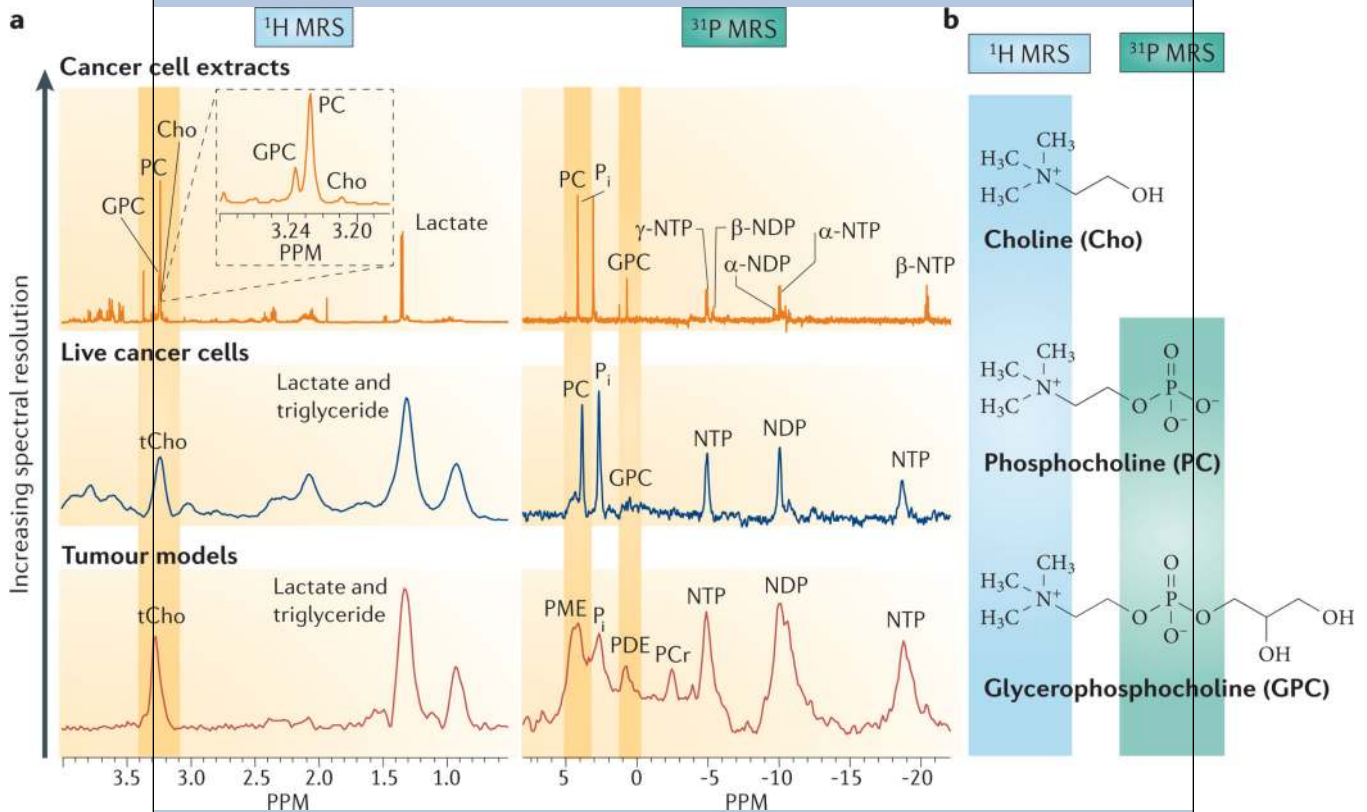 a
¹H MRS
³¹P MRS
b
¹H MRS
³¹P MRS
Increasing spectral resolution
Cancer cell extracts
GPC
PC
Cho
PC
GPC
Cho
3.24
3.20
PPM
Lactate
PC
Pᵢ
GPC
γ-NTP
β-NDP
α-NDP
α-NTP
β-NTP
Live cancer cells
tCho
Lactate and
triglyceride
PC
Pᵢ
GPC
NTP
NDP
NTP
Tumour models
tCho
Lactate and
triglyceride
PME
Pᵢ
PDE
PCr
NTP
NDP
NTP
3.5 3.0 2.5 2.0 1.5 1.0
PPM
5 0 -5 -10 -15 -20
PPM
CH₃
H₃C
N⁺
H₃C
OH
Choline (Cho)
CH₃
O
H₃C
N⁺
P
H₃C
O
O⁻
O⁻
Phosphocholine (PC)
CH₃
O
H₃C
N⁺
P
H₃C
O
O
O⁻
OH
OH
Glycerophosphocholine (GPC)